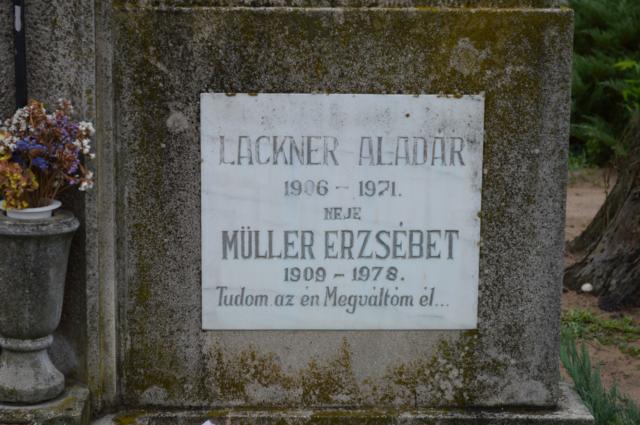 LACKNER ALADÁR
1906 – 1971.
NEJE
MÜLLER ERZSÉBET
1909 – 1978.
Tudom az én Megváltóm él...